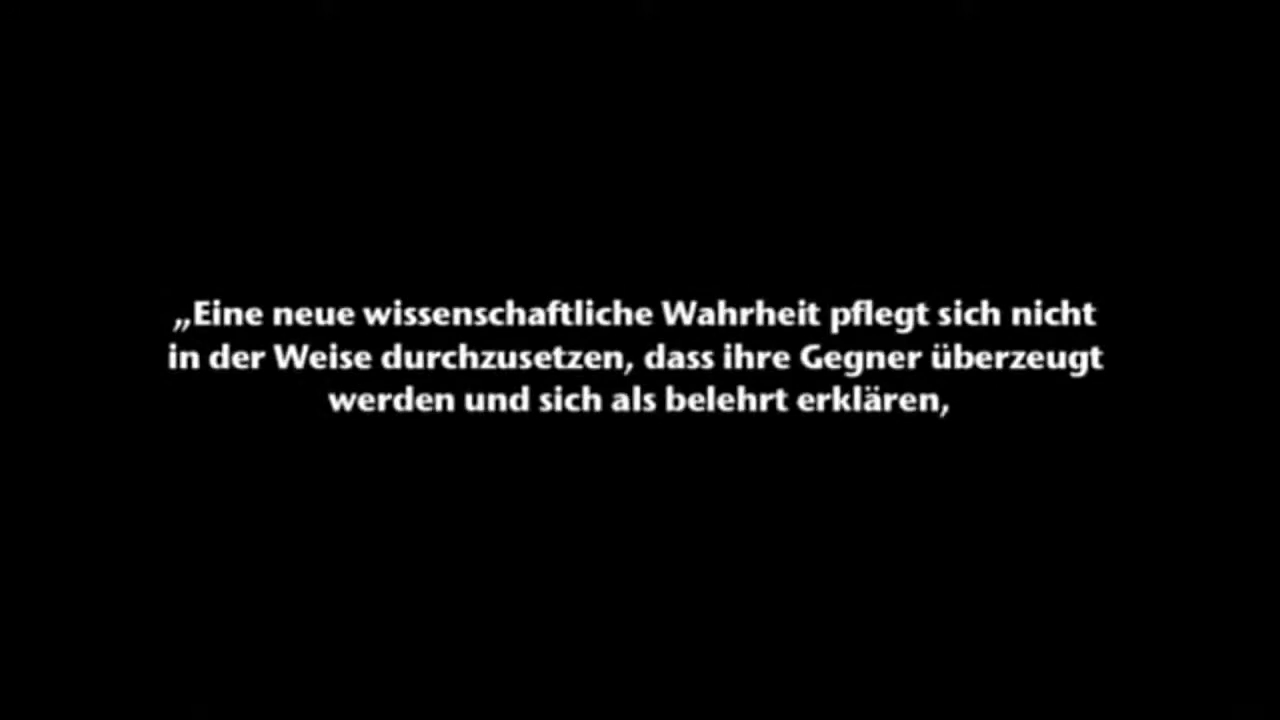 „Eine neue wissenschaftliche Wahrheit pflegt sich nicht
in der Weise durchzusetzen, dass ihre Gegner überzeugt
werden und sich als belehrt erklären,